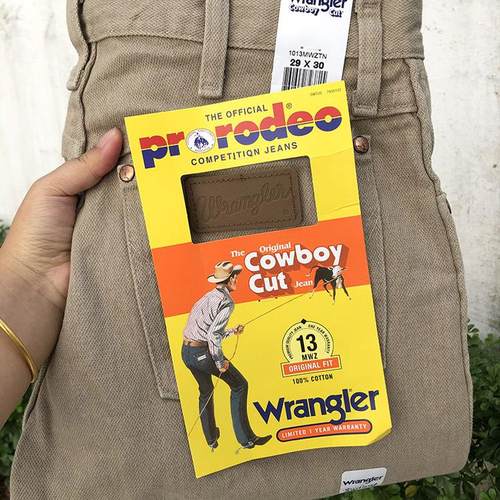 Wrangler
Cowboy Cut
1013MWZTN
29 X 30
THE OFFICIAL
prorodeo®
COMPETITION JEANS
Wrangler
The Original
Cowboy
Cut Jean
13
MWZ
ORIGINAL FIT
100% COTTON
Wrangler
LIMITED 1 YEAR WARRANTY
Wrangler